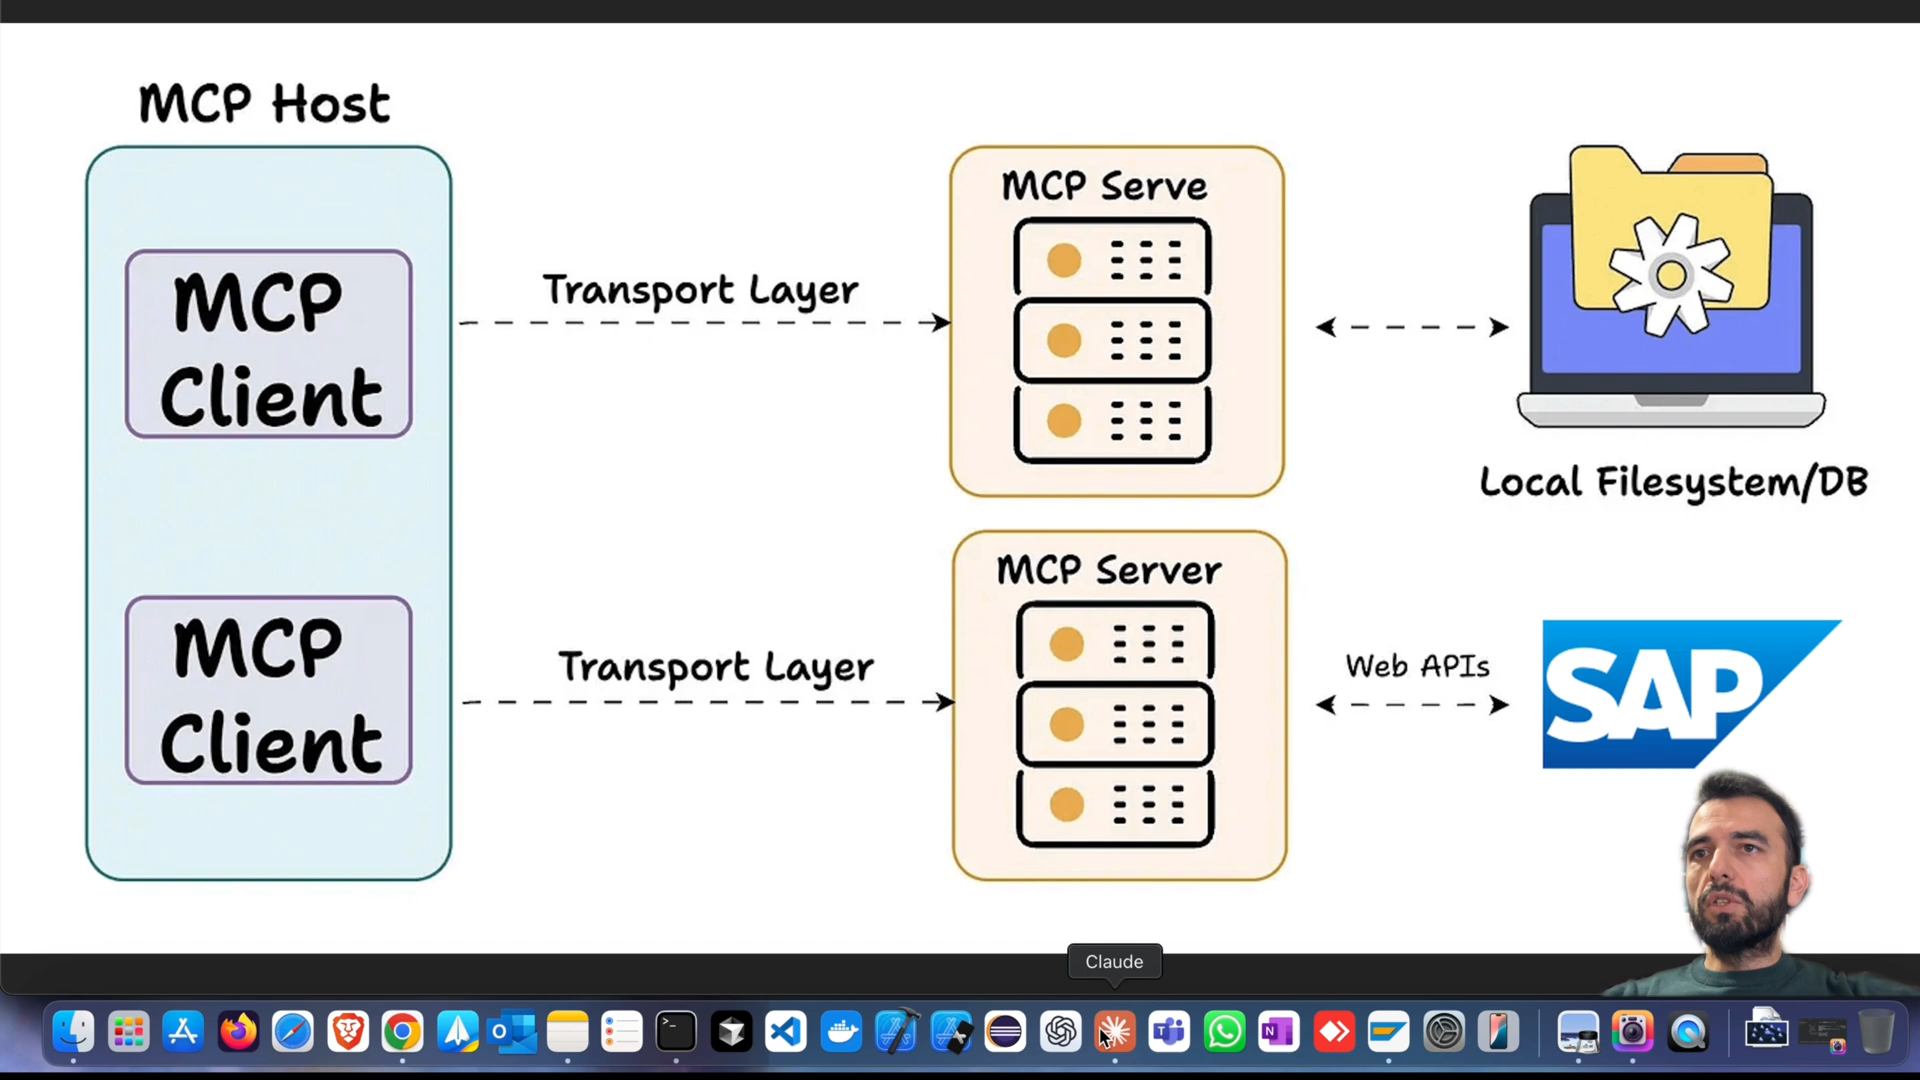 MCP Host
MCP
Client
MCP
Client
Transport Layer
Transport Layer
MCP Serve
MCP Server
Local Filesystem/DB
Web APIs
SAP
Claude